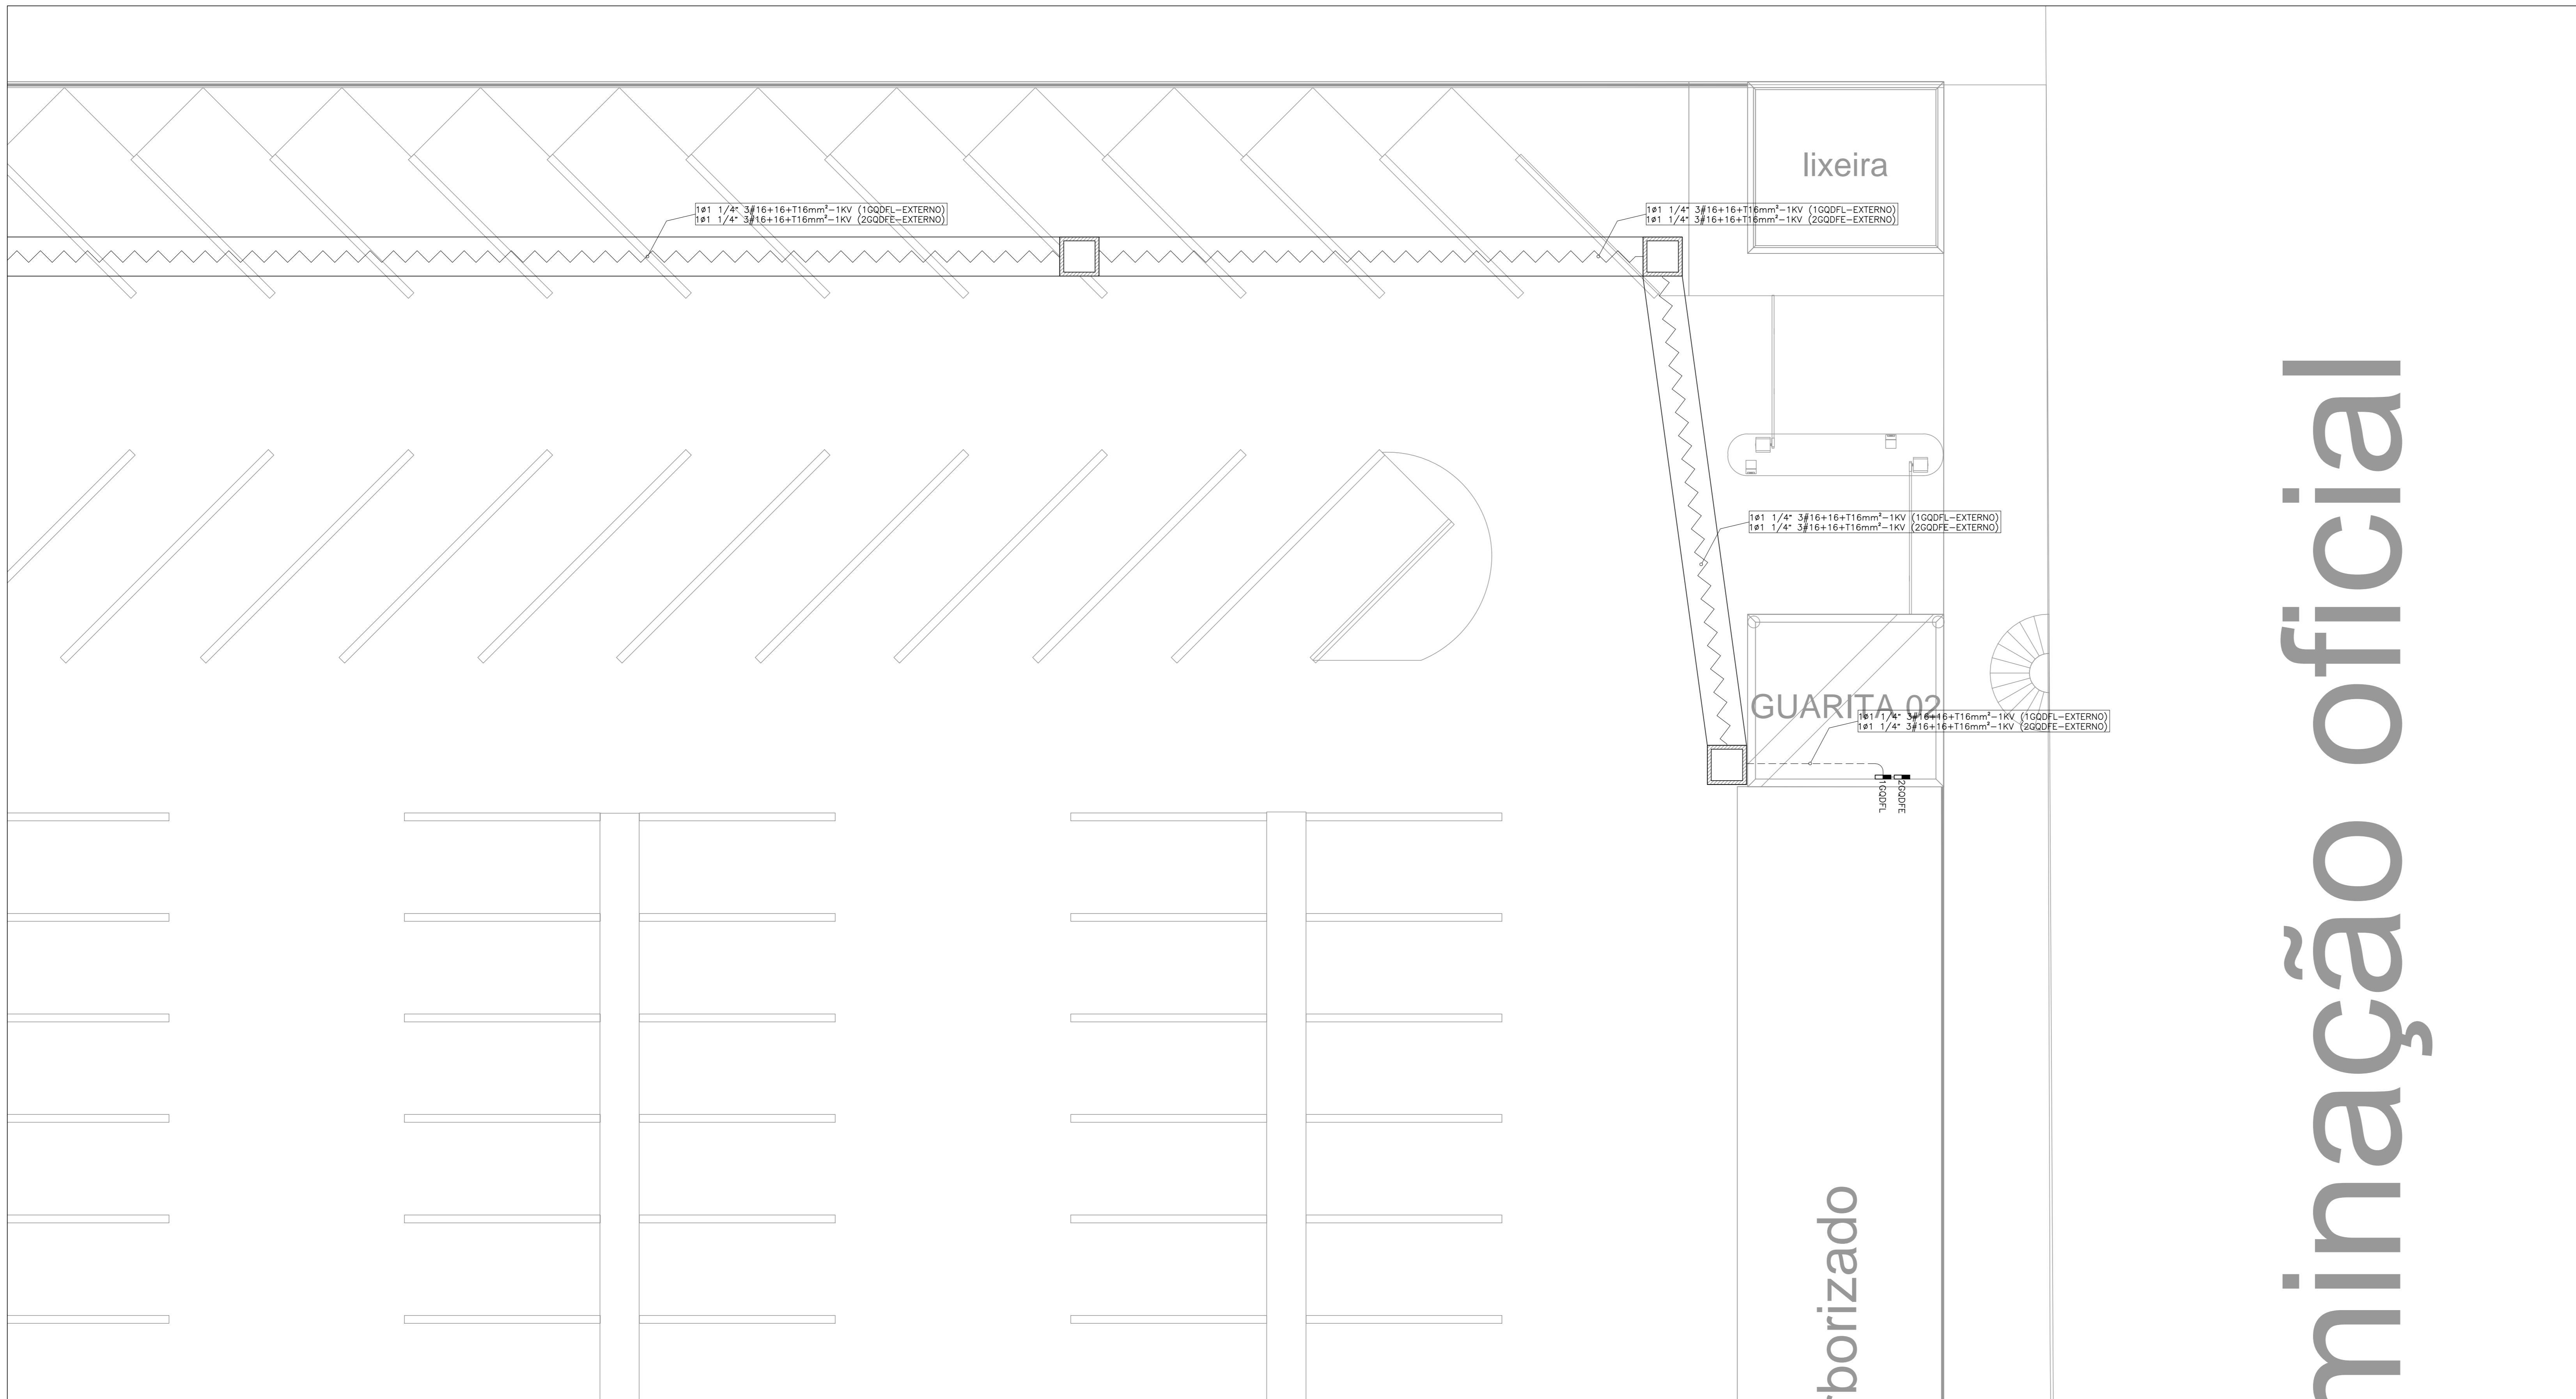 lixeira
1ø1 1/4" 3#16+16+T16mm²-1KV (1GQDFL-EXTERNO)
1ø1 1/4" 3#16+16+T16mm²-1KV (2GQDFE-EXTERNO)
1ø1 1/4" 3#16+16+T16mm²-1KV (1GQDFL-EXTERNO)
1ø1 1/4" 3#16+16+T16mm²-1KV (2GQDFE-EXTERNO)
1ø1 1/4" 3#16+16+T16mm²-1KV (1GQDFL-EXTERNO)
1ø1 1/4" 3#16+16+T16mm²-1KV (2GQDFE-EXTERNO)
GUARITA 02
1ø1 1/4" 3#16+16+T16mm²-1KV (1GQDFL-EXTERNO)
1ø1 1/4" 3#16+16+T16mm²-1KV (2GQDFE-EXTERNO)
2GQDFE
1GQDFL
rborizado
minação oficial